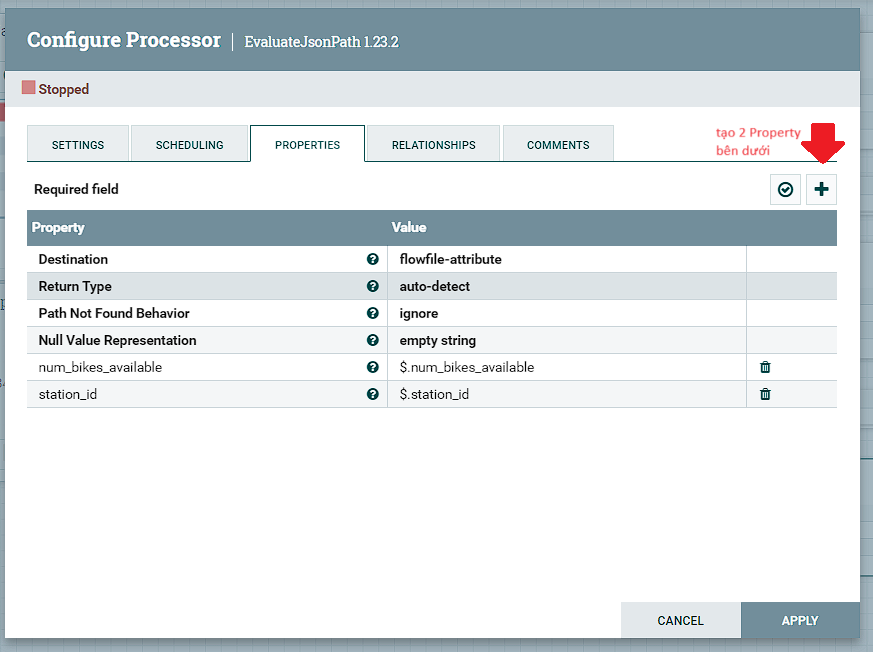 Configure Processor | EvaluateJsonPath 1.23.2
Stopped
SETTINGS SCHEDULING PROPERTIES RELATIONSHIPS COMMENTS
tạo 2 Property
bên dưới
Required field
Property Value
Destination flowfile-attribute
Return Type auto-detect
Path Not Found Behavior ignore
Null Value Representation empty string
num_bikes_available $.num_bikes_available
station_id $.station_id
CANCEL APPLY